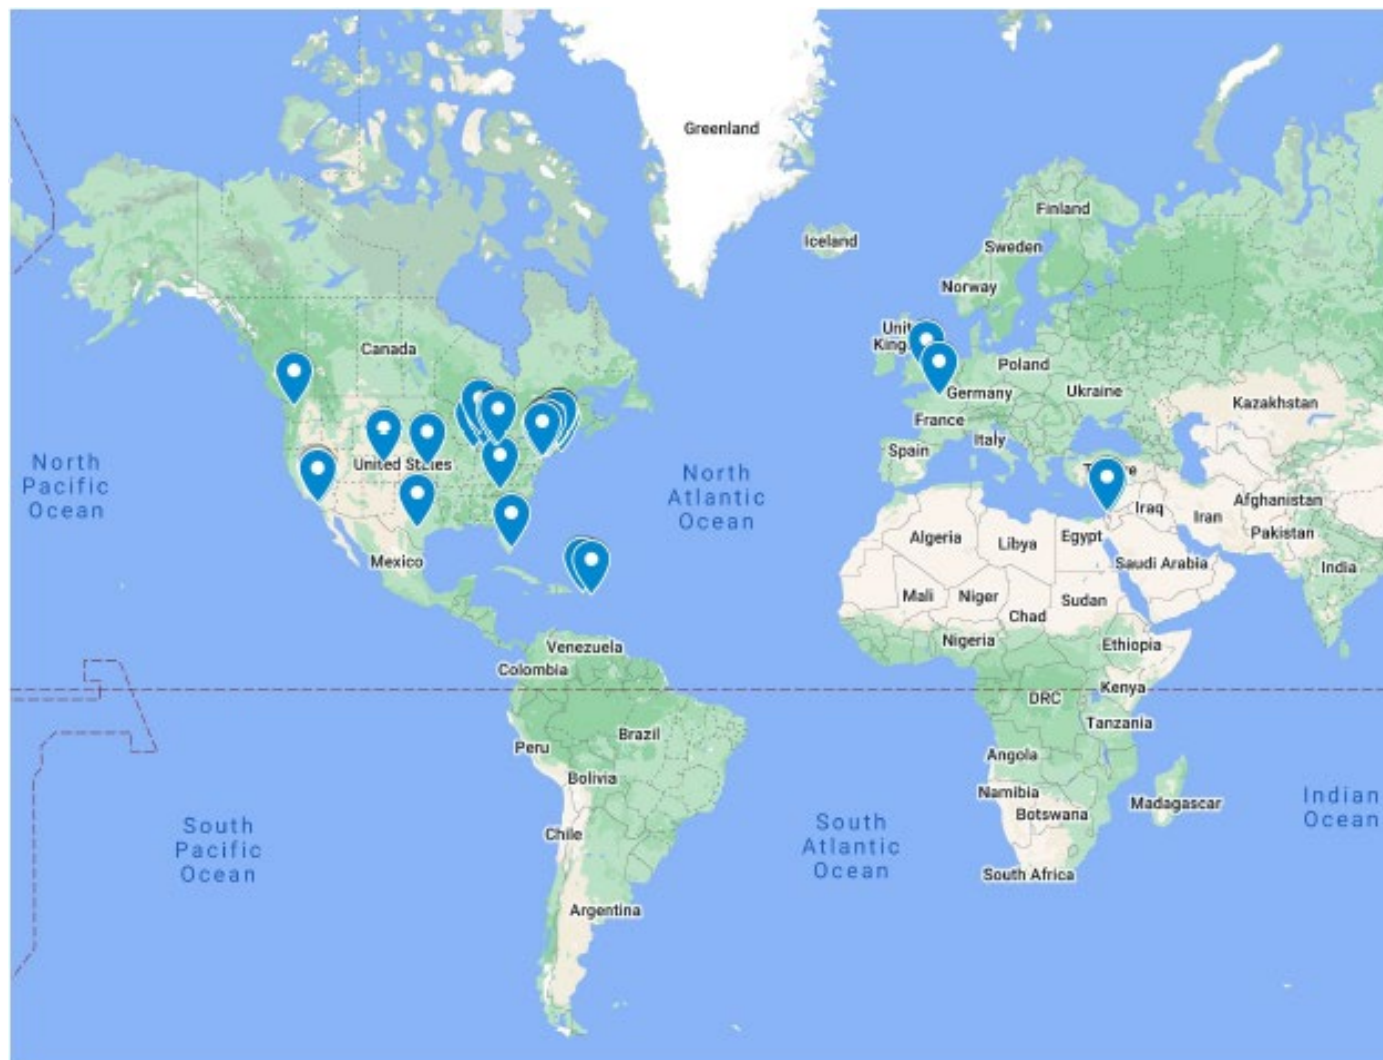 Greenland
Finland
Iceland
Sweden
Norway
Canada
Poland
Ukraine
Germany
Kazakhstan
France
Italy
Spain
North
Pacific
Ocean
United States
North
Atlantic
Ocean
Afghanistan
Iraq
Iran
Pakistan
Algeria
Libya
Egypt
Mexico
Saudi Arabia
India
Mali
Niger
Sudan
Chad
Nigeria
Ethiopia
Venezuela
Colombia
Kenya
DRC
Tanzania
Brazil
Peru
Angola
Bolivia
Namibia
Madagascar
Botswana
Indian
Ocean
South
Pacific
Ocean
Chile
South
Atlantic
Ocean
South Africa
Argentina